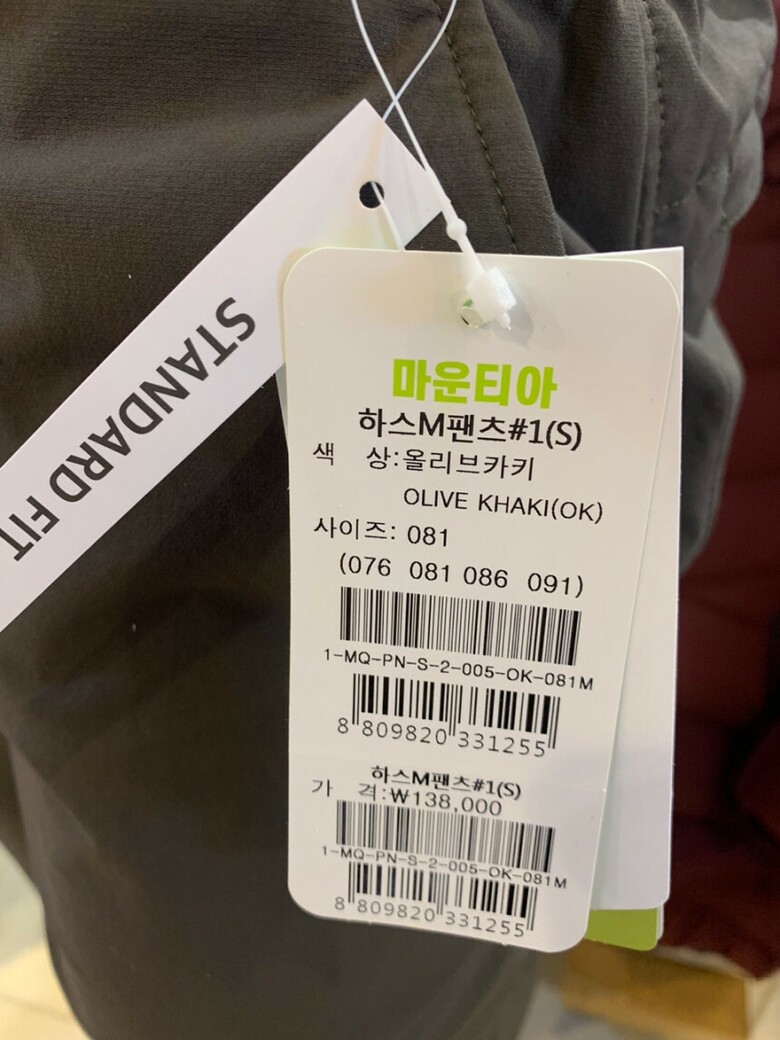 STANDARD FIT
마운티아
하스M팬츠#1(S)
색 상:올리브카키
OLIVE KHAKI(OK)
사이즈: 081
(076 081 086 091)
1-MQ-PN-S-2-005-OK-081M
8 809820 331255
하스M팬츠#1(S)
가 격:₩138,000
1-MQ-PN-S-2-005-OK-081M
8 809820 331255